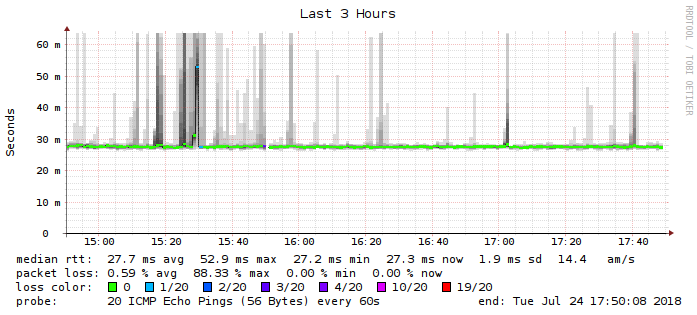 Last 3 Hours
RRDTOOL / TOBI OETIKER
Seconds
60 m
50 m
40 m
30 m
20 m
10 m
0
15:00 15:20 15:40 16:00 16:20 16:40 17:00 17:20 17:40
median rtt: 27.7 ms avg 52.9 ms max 27.2 ms min 27.3 ms now 1.9 ms sd 14.4 am/s
packet loss: 0.59 % avg 88.33 % max 0.00 % min 0.00 % now
loss color: 0 1/20 2/20 3/20 4/20 10/20 19/20
probe: 20 ICMP Echo Pings (56 Bytes) every 60s end: Tue Jul 24 17:50:08 2018